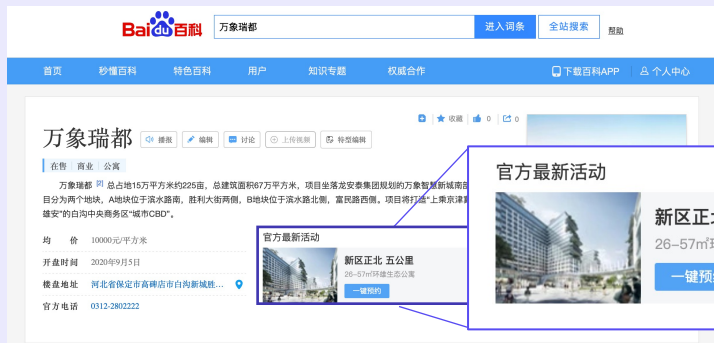 Bai du 百科
万象瑞都
进入词条
全站搜索
帮助
首页
秒懂百科
特色百科
用户
知识专题
权威合作
下载百科APP
个人中心
收藏
0
0
万象瑞都
播报
编辑
讨论
上传视频
特型编辑
在售
商业
公寓
万象瑞都 [2] 总占地15万平方米约225亩，总建筑面积67万平方米，项目坐落龙安泰集团规划的万象智慧新城南部
目分为两个地块，A地块位于滨水路南，胜利大街两侧，B地块位于滨水路北侧，富民路西侧。项目将打造“上乘京津
雄安”的白沟中央商务区“城市CBD”。
均 价
10000元/平方米
开盘时间
2020年9月5日
楼盘地址
河北省保定市高碑店市白沟新城胜...
官方电话
0312-2802222
官方最新活动
新区正北 五公里
26-57㎡环雄生态公寓
一键预约
官方最新活动
新区正
26-57㎡
一键预